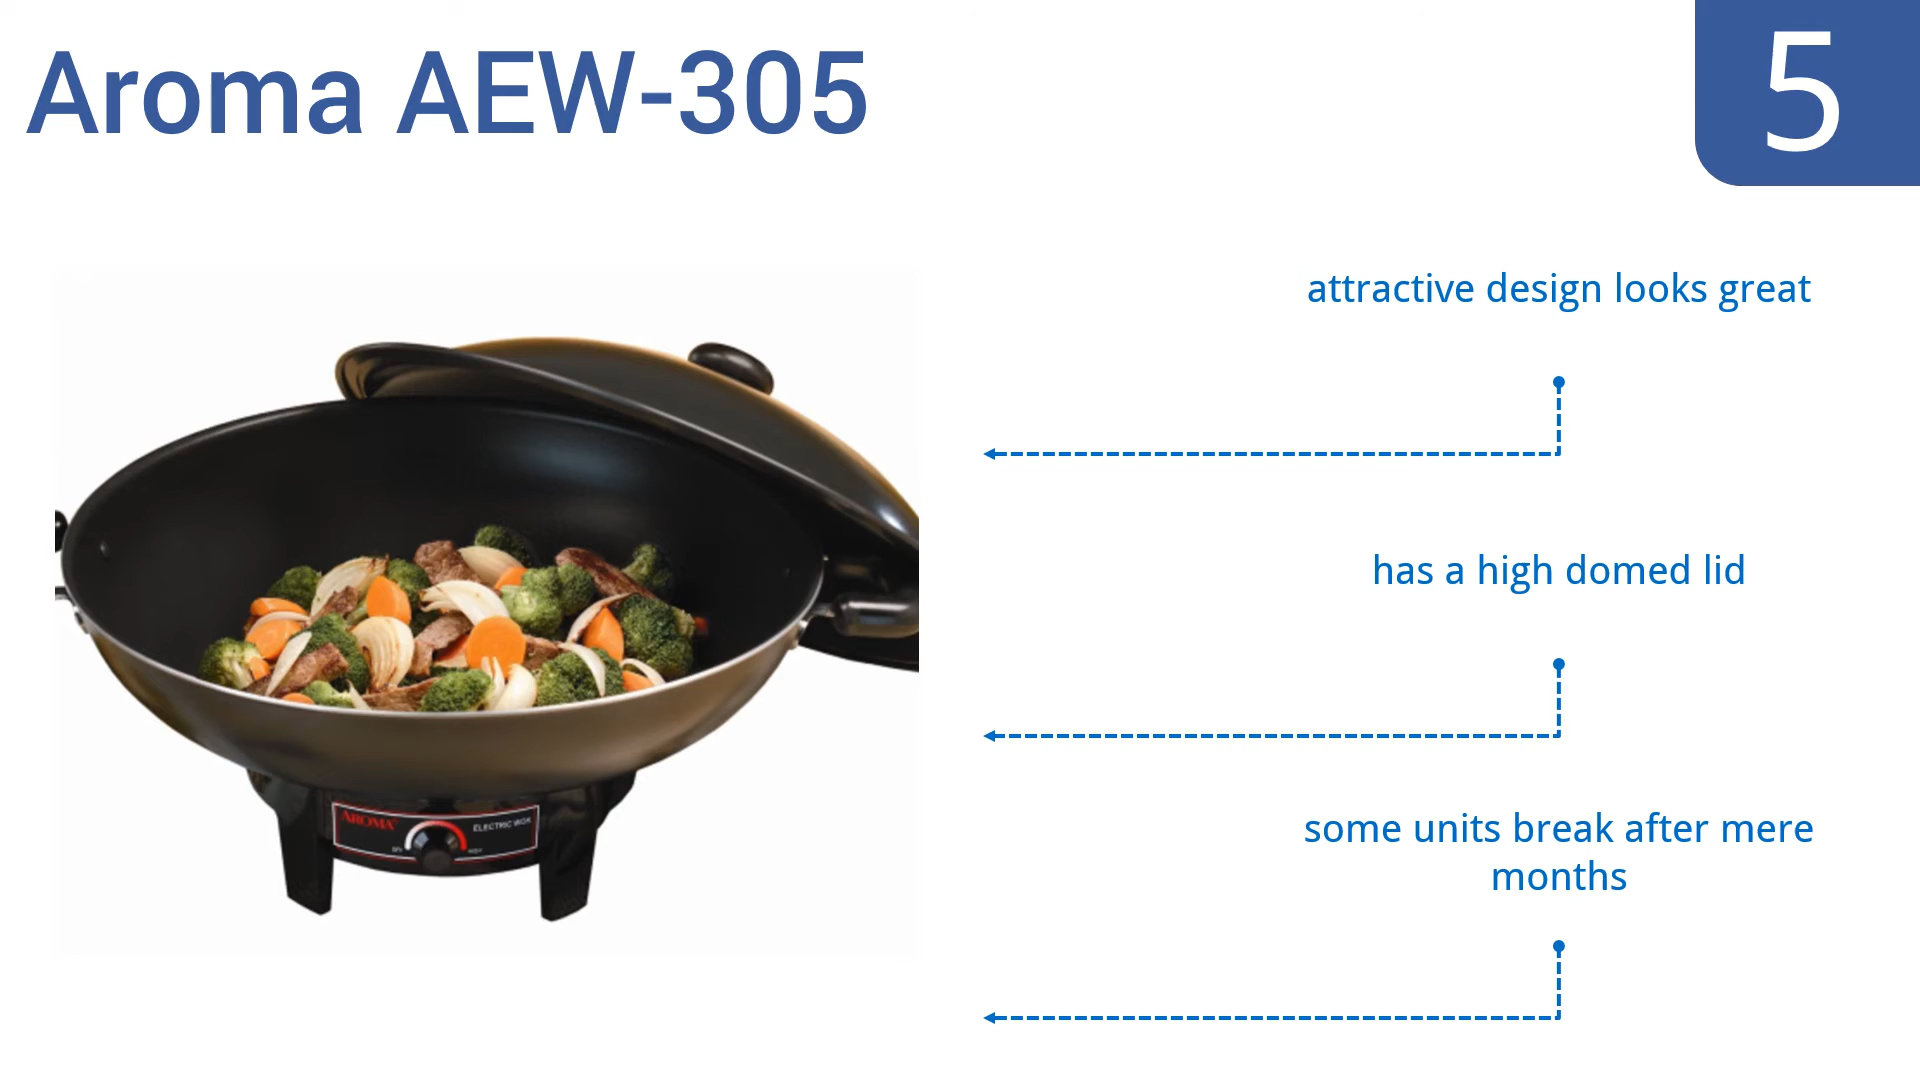 Aroma AEW-305
5
attractive design looks great
has a high domed lid
some units break after mere
months
AROMA
ELECTRIC WOK